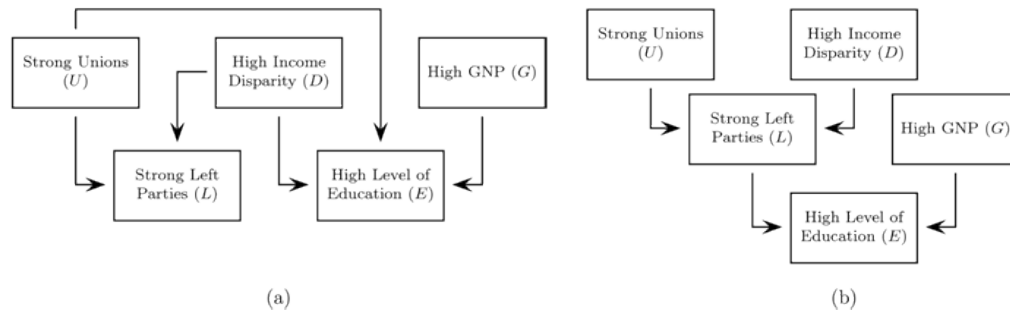 Strong Unions
(U)
High Income
Disparity (D)
High GNP (G)
Strong Left
Parties (L)
High Level of
Education (E)
(a)
Strong Unions
(U)
High Income
Disparity (D)
Strong Left
Parties (L)
High GNP (G)
High Level of
Education (E)
(b)